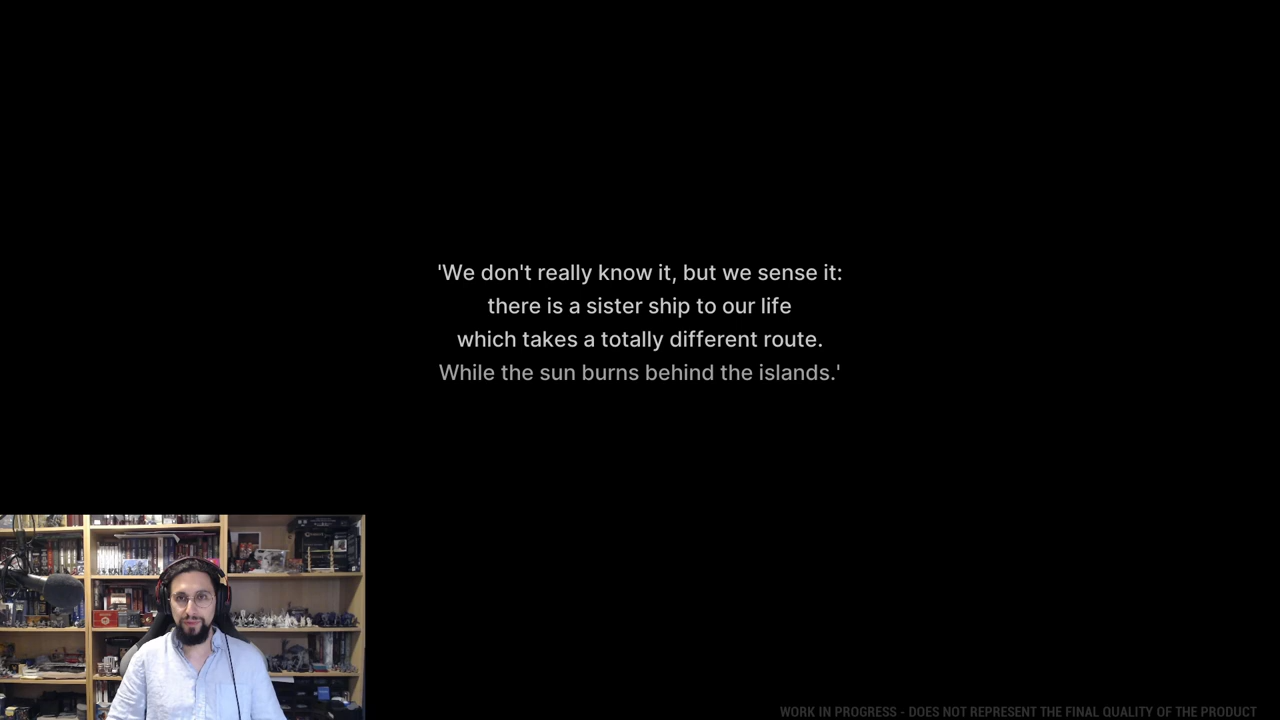 'We don't really know it, but we sense it:
there is a sister ship to our life
which takes a totally different route.
While the sun burns behind the islands.'
WORK IN PROGRESS - DOES NOT REPRESENT THE FINAL QUALITY OF THE PRODUCT